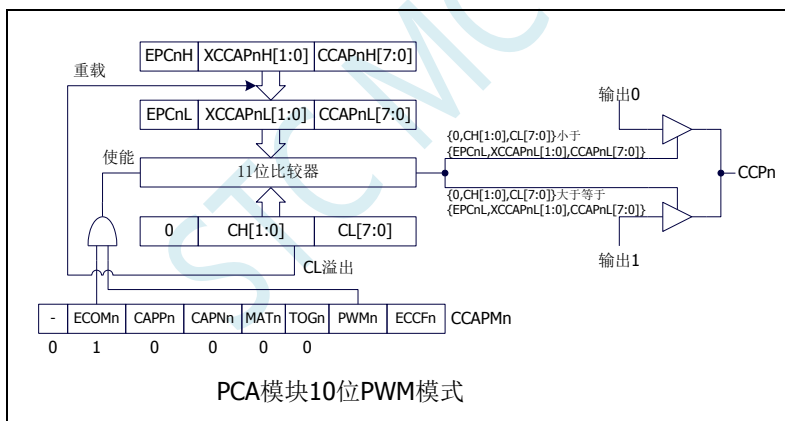 EPCnH XCCAPnH[1:0] CCAPnH[7:0]
重载
EPCnL XCCAPnL[1:0] CCAPnL[7:0]
输出0
使能
11位比较器
{0,CH[1:0],CL[7:0]}小于
{EPCnL,XCCAPnL[1:0],CCAPnL[7:0]}
CCPn
{0,CH[1:0],CL[7:0]}大于等于
{EPCnL,XCCAPnL[1:0],CCAPnL[7:0]}
0 CH[1:0] CL[7:0]
输出1
CL溢出
- ECOMn CAPPn CAPNn MATn TOGn PWMn ECCFn CCAPMn
0 1 0 0 0 0
PCA模块10位PWM模式
STC MC